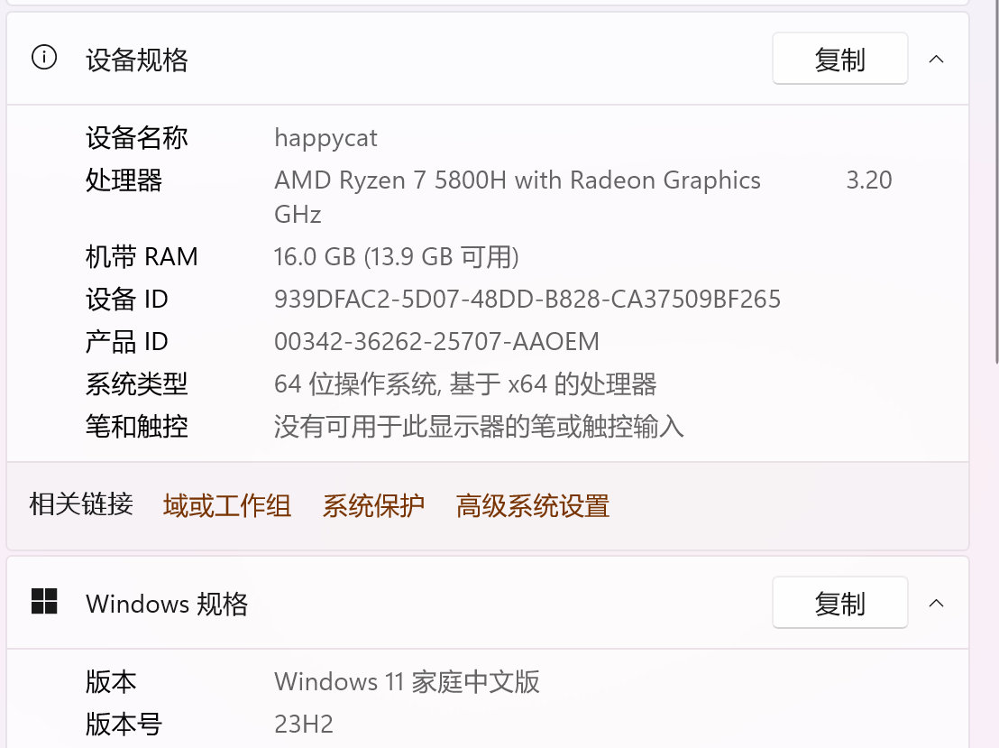 设备规格 复制
设备名称 happycat
处理器 AMD Ryzen 7 5800H with Radeon Graphics 3.20
GHz
机带 RAM 16.0 GB (13.9 GB 可用)
设备 ID 939DFAC2-5D07-48DD-B828-CA37509BF265
产品 ID 00342-36262-25707-AAOEM
系统类型 64 位操作系统, 基于 x64 的处理器
笔和触控 没有可用于此显示器的笔或触控输入
相关链接 域或工作组 系统保护 高级系统设置
Windows 规格 复制
版本 Windows 11 家庭中文版
版本号 23H2